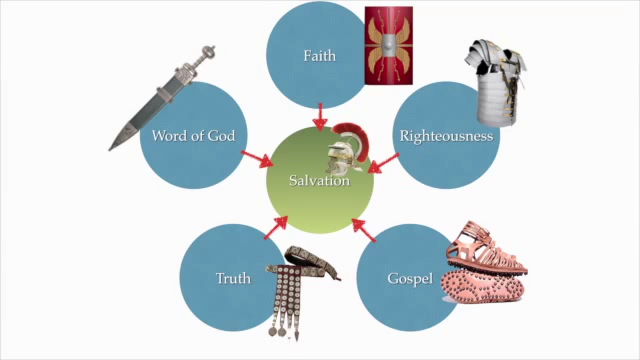 Faith
Word of God
Righteousness
Salvation
Truth
Gospel